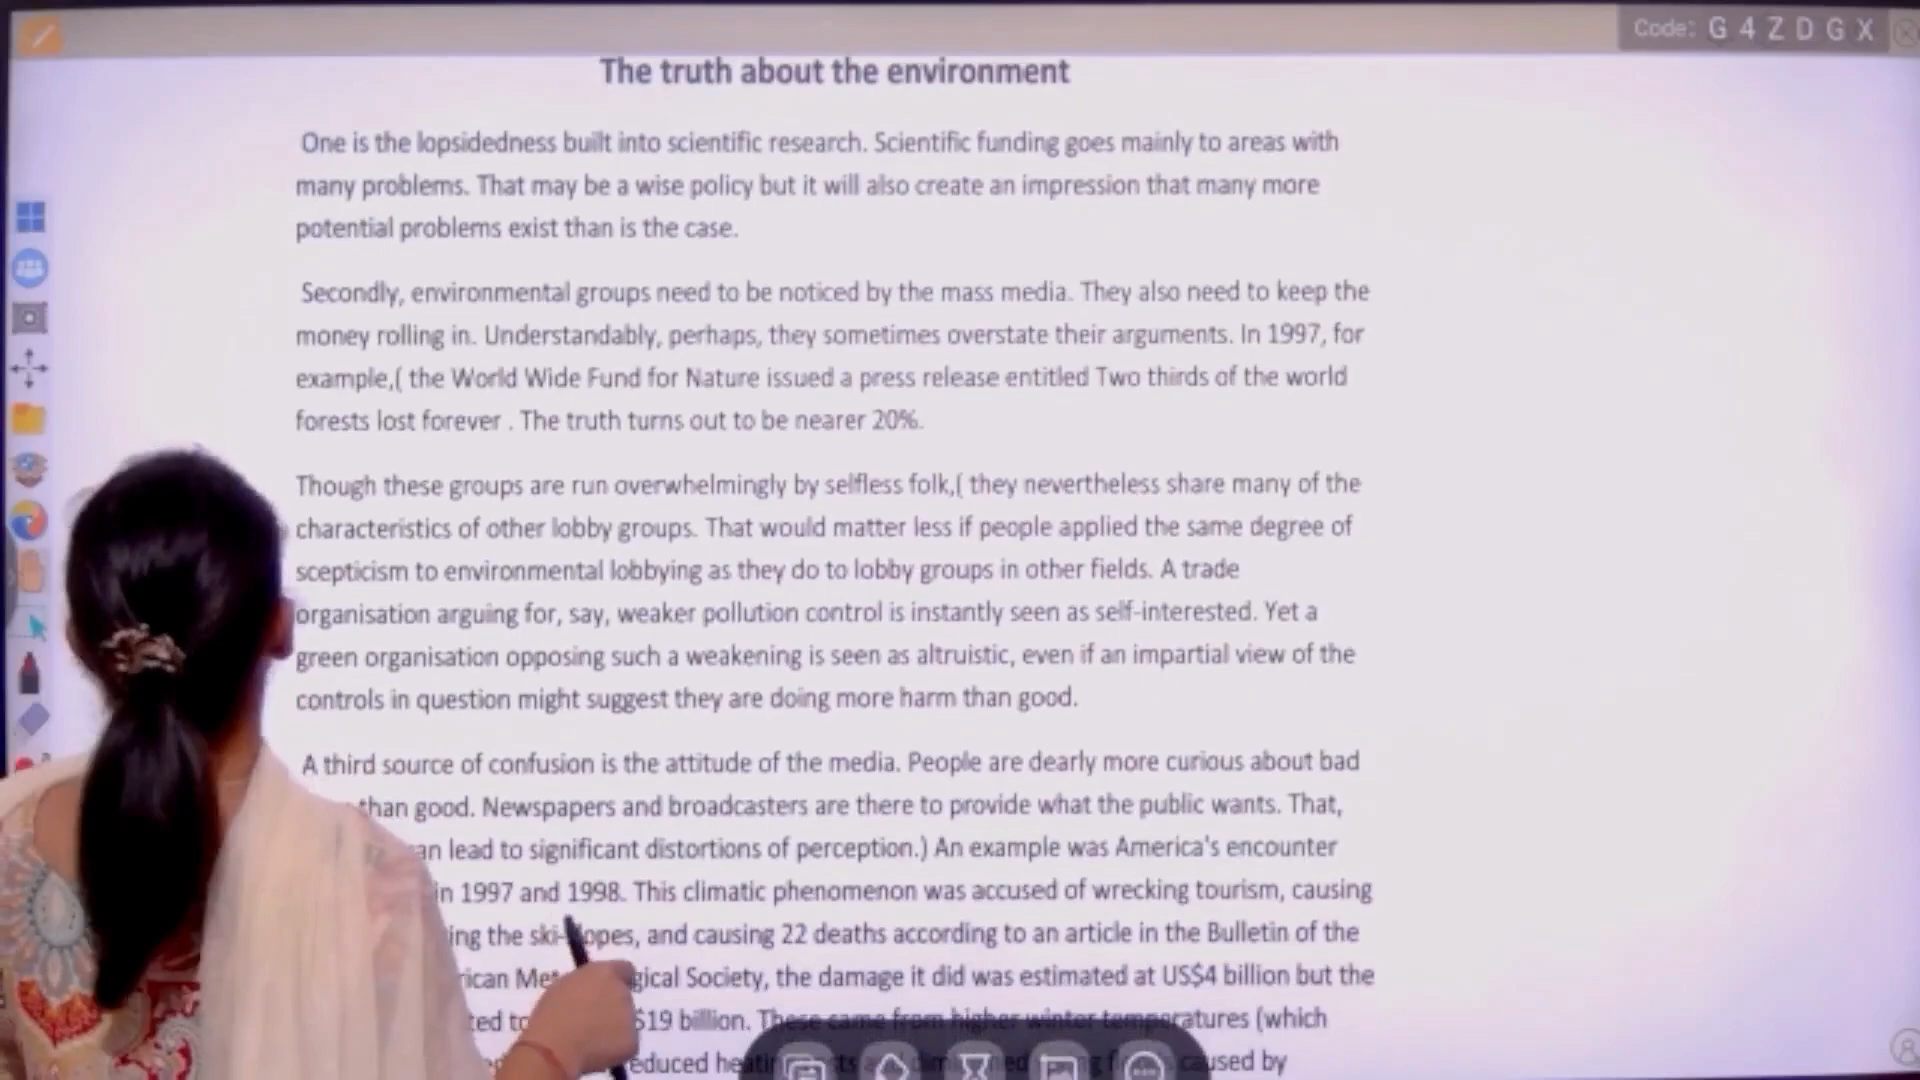 Code: G 4 Z D G X
The truth about the environment
One is the lopsidedness built into scientific research. Scientific funding goes mainly to areas with
many problems. That may be a wise policy but it will also create an impression that many more
potential problems exist than is the case.
Secondly, environmental groups need to be noticed by the mass media. They also need to keep the
money rolling in. Understandably, perhaps, they sometimes overstate their arguments. In 1997, for
example,( the World Wide Fund for Nature issued a press release entitled Two thirds of the world
forests lost forever . The truth turns out to be nearer 20%.
Though these groups are run overwhelmingly by selfless folk,( they nevertheless share many of the
characteristics of other lobby groups. That would matter less if people applied the same degree of
scepticism to environmental lobbying as they do to lobby groups in other fields. A trade
organisation arguing for, say, weaker pollution control is instantly seen as self-interested. Yet a
green organisation opposing such a weakening is seen as altruistic, even if an impartial view of the
controls in question might suggest they are doing more harm than good.
A third source of confusion is the attitude of the media. People are dearly more curious about bad
than good. Newspapers and broadcasters are there to provide what the public wants. That,
an lead to significant distortions of perception.) An example was America's encounter
in 1997 and 1998. This climatic phenomenon was accused of wrecking tourism, causing
ing the ski- opes, and causing 22 deaths according to an article in the Bulletin of the
rican Me gical Society, the damage it did was estimated at US$4 billion but the
ted to $19 billion. These came from higher winter temperatures (which
educed caused by